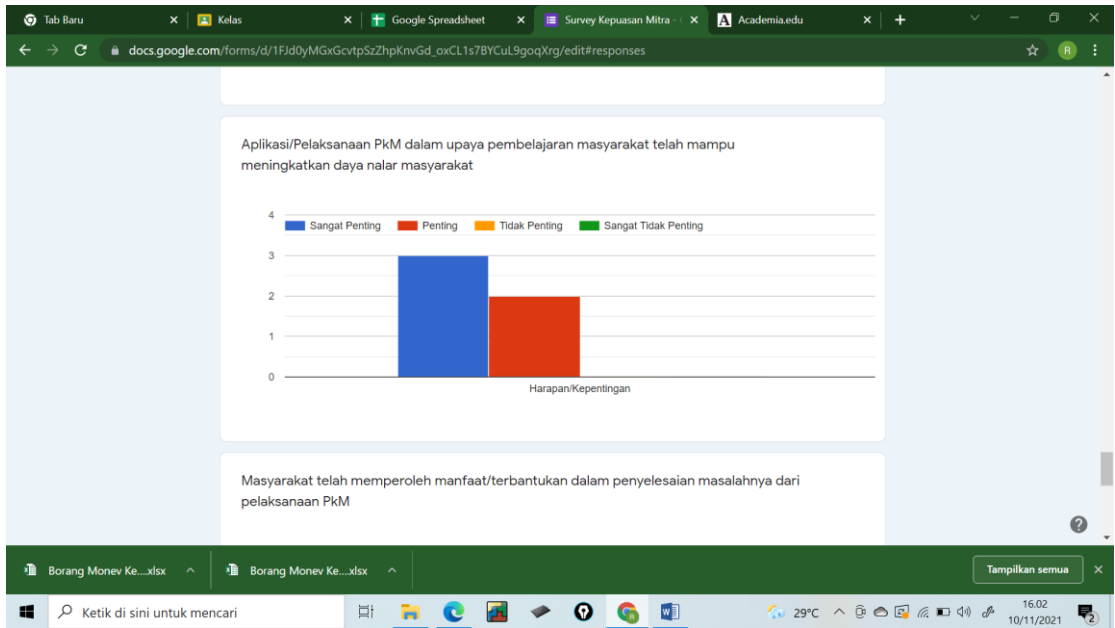 Tab Baru
Kelas
Google Spreadsheet
Survey Kepuasan Mitra -
A Academia.edu
docs.google.com/forms/d/1FJd0yMGxGcvtpSzZhpKnvGd_oxCL1s7BYCuL9goqXrg/edit#responses
R
Aplikasi/Pelaksanaan PkM dalam upaya pembelajaran masyarakat telah mampu
meningkatkan daya nalar masyarakat
4
Sangat Penting
Penting
Tidak Penting
Sangat Tidak Penting
3
2
1
0
Harapan/Kepentingan
Masyarakat telah memperoleh manfaat/terbantukan dalam penyelesaian masalahnya dari
pelaksanaan PkM
Borang Monev Ke....xlsx
Borang Monev Ke....xlsx
Tampilkan semua
Ketik di sini untuk mencari
29°C
16.02
10/11/2021
2